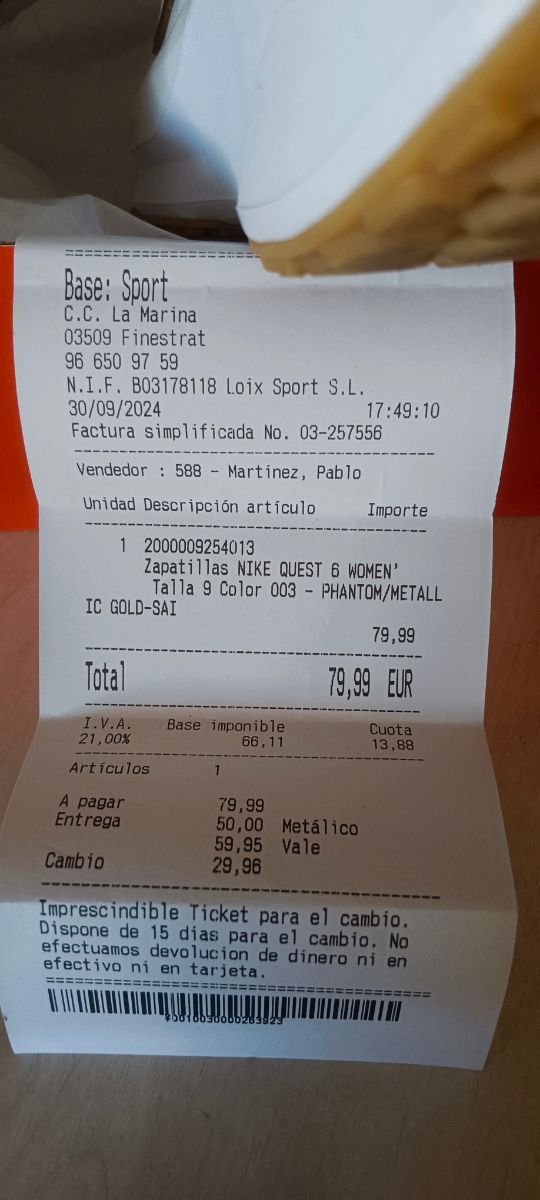 Base: Sport
C.C. La Marina
03509 Finestrat
96 650 97 59
N.I.F. B03178118 Loix Sport S.L.
30/09/2024 17:49:10
Factura simplificada No. 03-257556
Vendedor : 588 - Martinez, Pablo
Unidad Descripción artículo Importe
1 2000009254013
Zapatillas NIKE QUEST 6 WOMEN'
Talla 9 Color 003 - PHANTOM/METALL
IC GOLD-SAI
79,99
Total 79,99 EUR
I.V.A. Base imponible Cuota
21,00% 66,11 13,88
Artículos 1
A pagar 79,99
Entrega 50,00 Metálico
59,95 Vale
Cambio 29,96
Imprescindible Ticket para el cambio.
Dispone de 15 dias para el cambio. No
efectuamos devolucion de dinero ni en
efectivo ni en tarjeta.